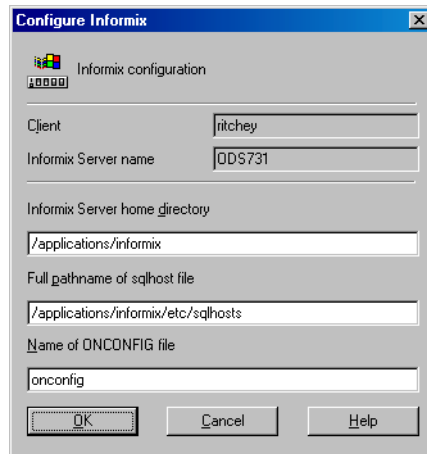 Configure Informix
Informix configuration
Client ritchey
Informix Server name ODS731
Informix Server home directory
/applications/informix
Full pathname of sqlhost file
/applications/informix/etc/sqlhosts
Name of ONCONFIG file
onconfig
OK Cancel Help